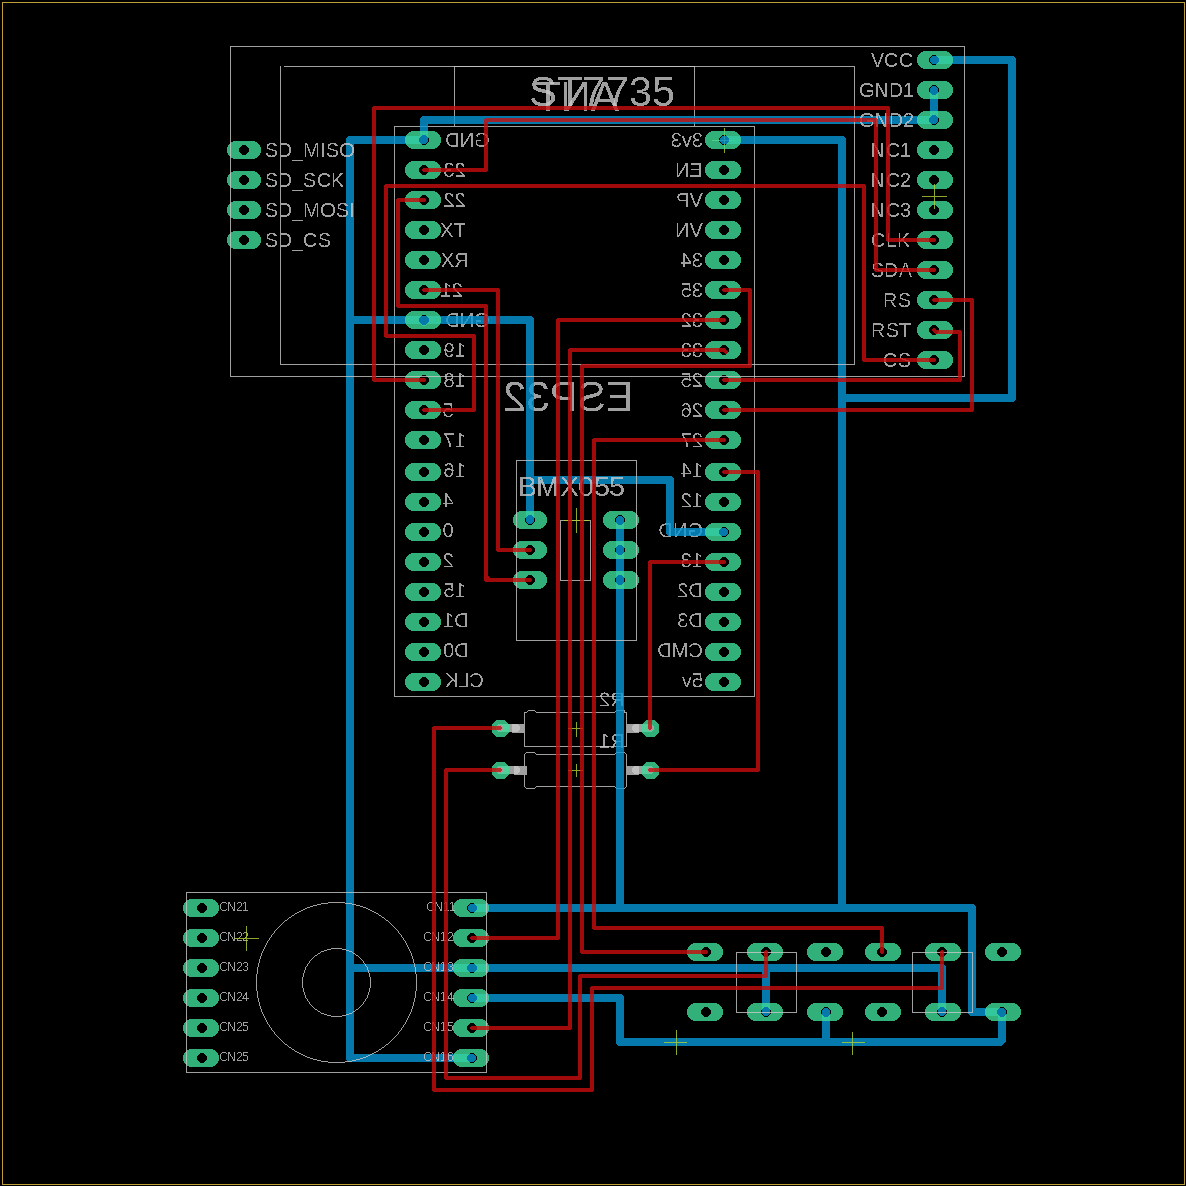 VCC
ST7735
GND1
GND2
GND
3v3
SD_MISO
NC1
23
EN
SD_SCK
NC2
22
VP
SD_MOSI
NC3
TX
VN
SD_CS
CLK
RX
34
SDA
21
35
RS
GND
32
RST
19
33
CS
18
25
ESP32
5
26
17
27
16
14
BMX055
4
12
0
GND
2
13
15
D2
D1
D3
D0
CMD
CLK
5v
R2
R1
CN21
CN11
CN22
CN12
CN23
CN13
CN24
CN14
CN25
CN15
CN25
CN16